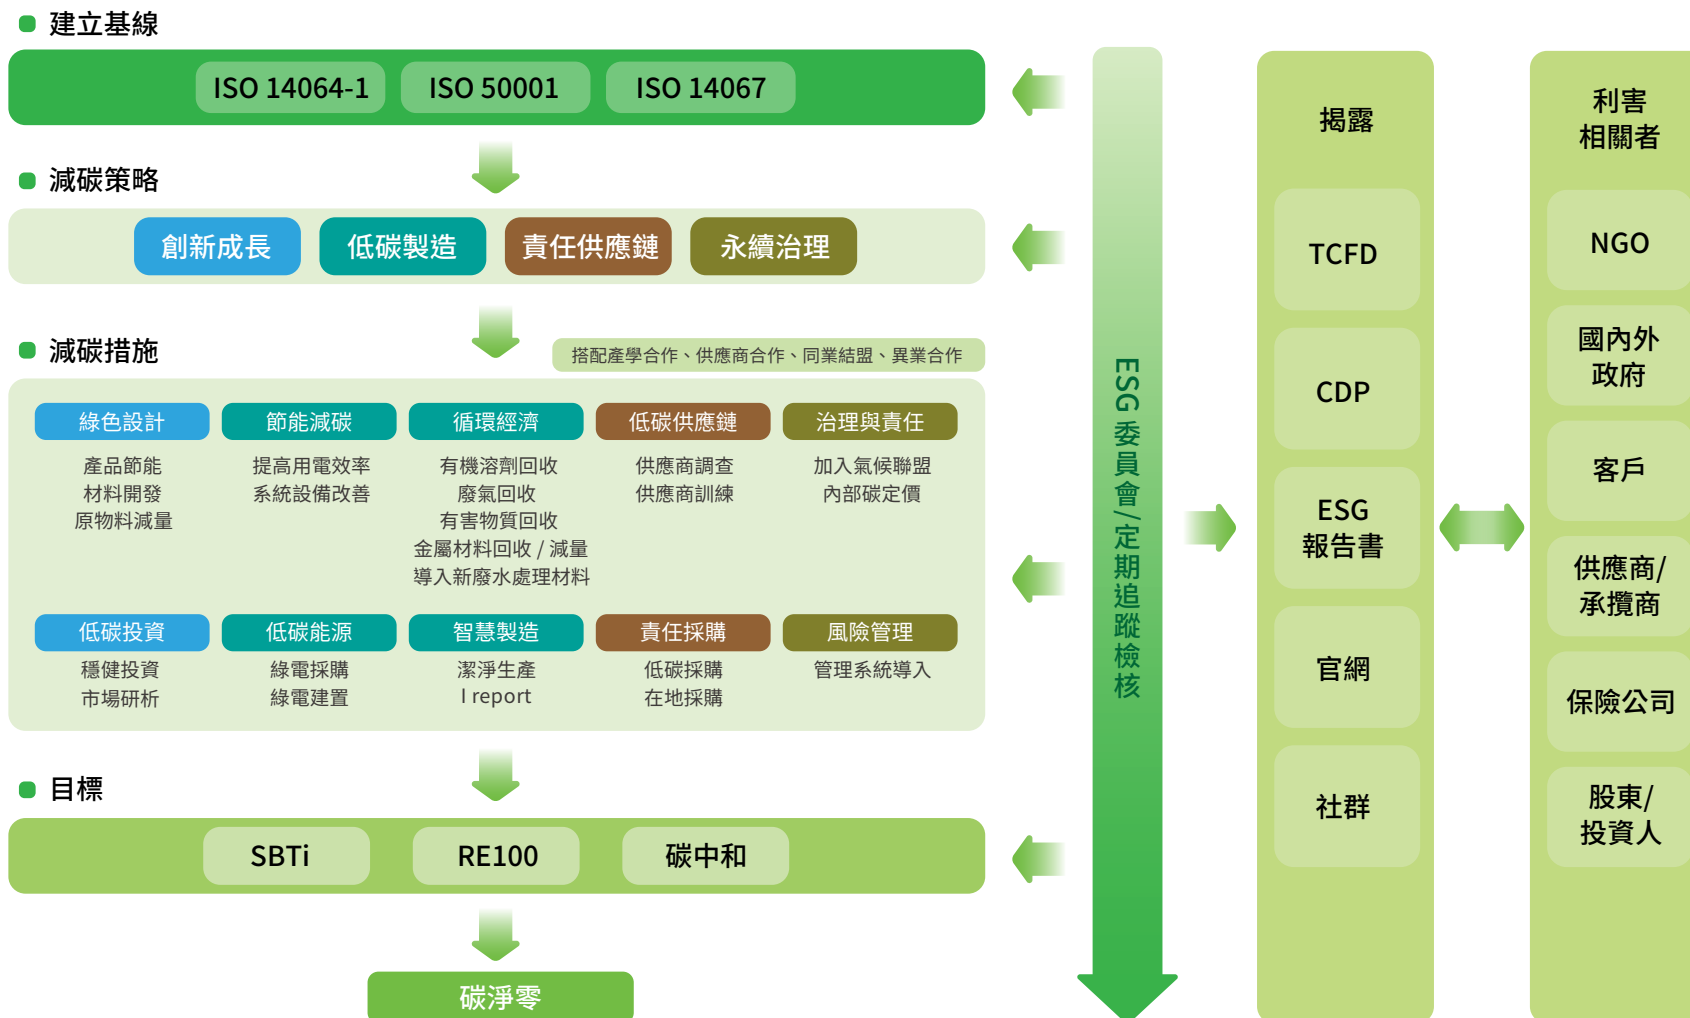 建立基線
ISO 14064-1
ISO 50001
ISO 14067
減碳策略
創新成長
低碳製造
責任供應鏈
永續治理
減碳措施
搭配產學合作、供應商合作、同業結盟、異業合作
綠色設計
產品節能
材料開發
原物料減量
節能減碳
提高用電效率
系統設備改善
循環經濟
有機溶劑回收
廢氣回收
有害物質回收
金屬材料回收 / 減量
導入新廢水處理材料
低碳供應鏈
供應商調查
供應商訓練
治理與責任
加入氣候聯盟
內部碳定價
低碳投資
穩健投資
市場研析
低碳能源
綠電採購
綠電建置
智慧製造
潔淨生產
I report
責任採購
低碳採購
在地採購
風險管理
管理系統導入
目標
SBTi
RE100
碳中和
碳淨零
ESG 委員會/定期追蹤檢核
揭露
TCFD
CDP
ESG
報告書
官網
社群
利害
相關者
NGO
國內外
政府
客戶
供應商/
承攬商
保險公司
股東/
投資人